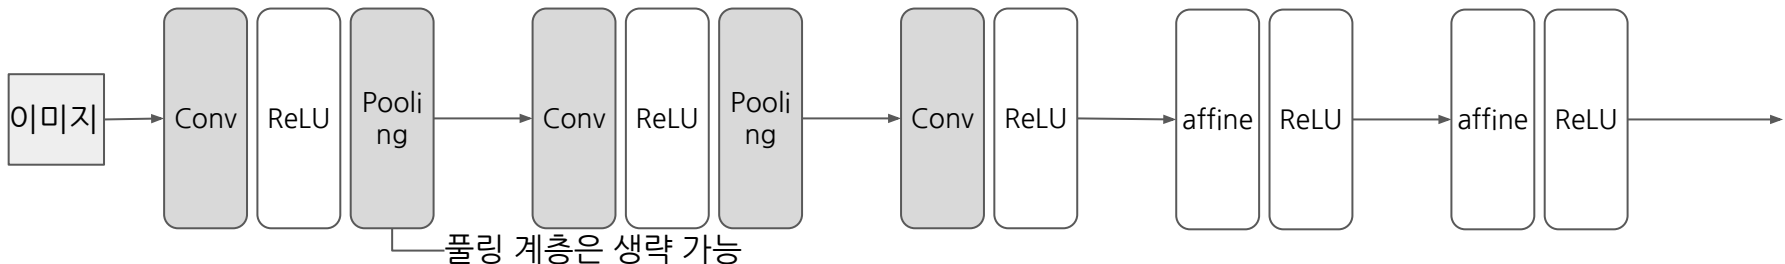 이미지
Conv
ReLU
Pooli
ng
Conv
ReLU
Pooli
ng
Conv
ReLU
affine
ReLU
affine
ReLU
풀링 계층은 생략 가능